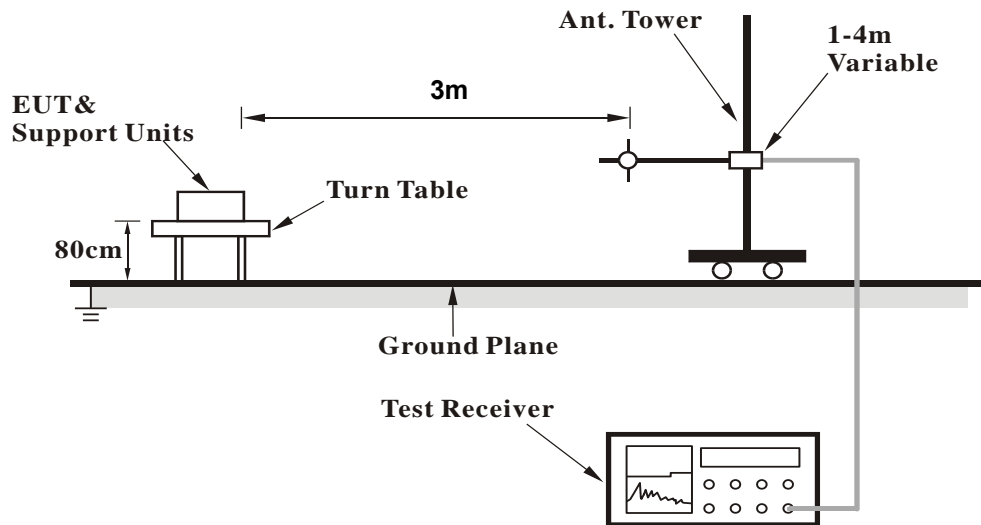 Ant. Tower
1-4m
Variable
3m
EUT&
Support Units
Turn Table
80cm
Ground Plane
Test Receiver